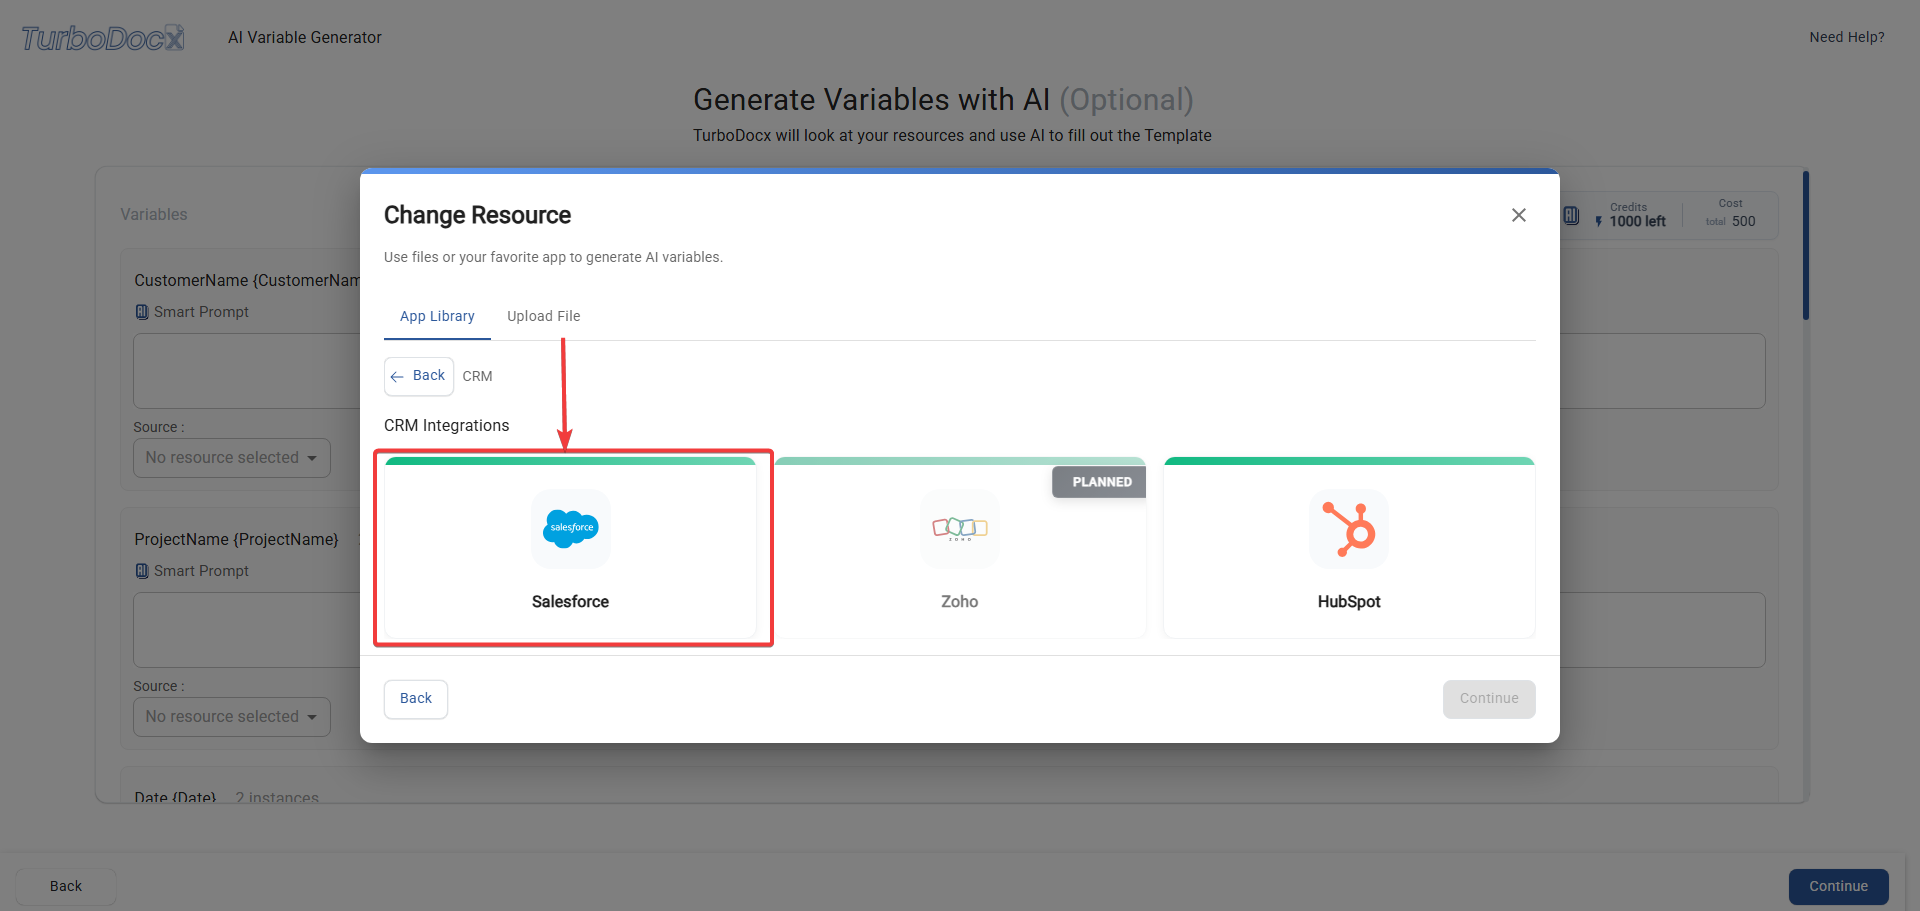 TurboDocX
AI Variable Generator
Need Help?
Generate Variables with AI (Optional)
TurboDocx will look at your resources and use AI to fill out the Template
Variables
Credits
1000 left
Cost
total 500
CustomerName {CustomerNam
Smart Prompt
Source :
No resource selected
ProjectName {ProjectName}
Smart Prompt
Source :
No resource selected
Date {Date} 2 instances
Change Resource
Use files or your favorite app to generate AI variables.
App Library
Upload File
Back
CRM
CRM Integrations
salesforce
Salesforce
PLANNED
ZOHO
Zoho
HubSpot
Back
Continue
Back
Continue